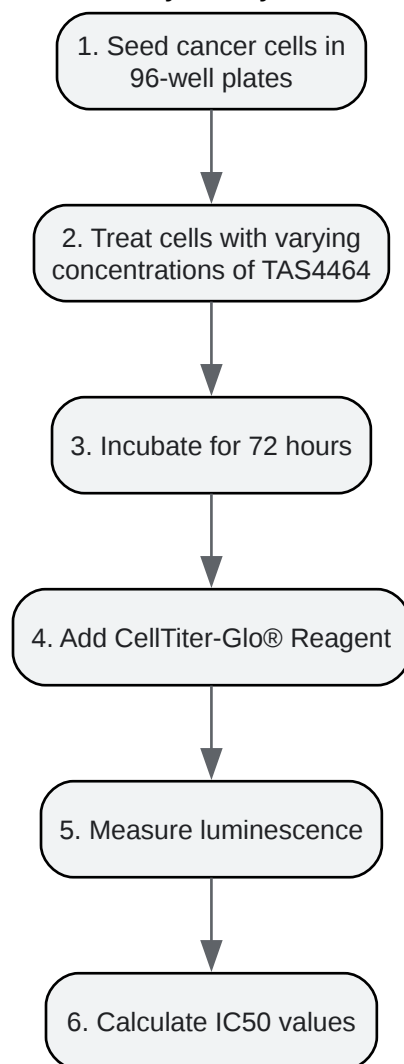 1. Seed cancer cells in
96-well plates
2. Treat cells with varying
concentrations of TAS4464
3. Incubate for 72 hours
4. Add CellTiter-Glo® Reagent
5. Measure luminescence
6. Calculate IC50 values